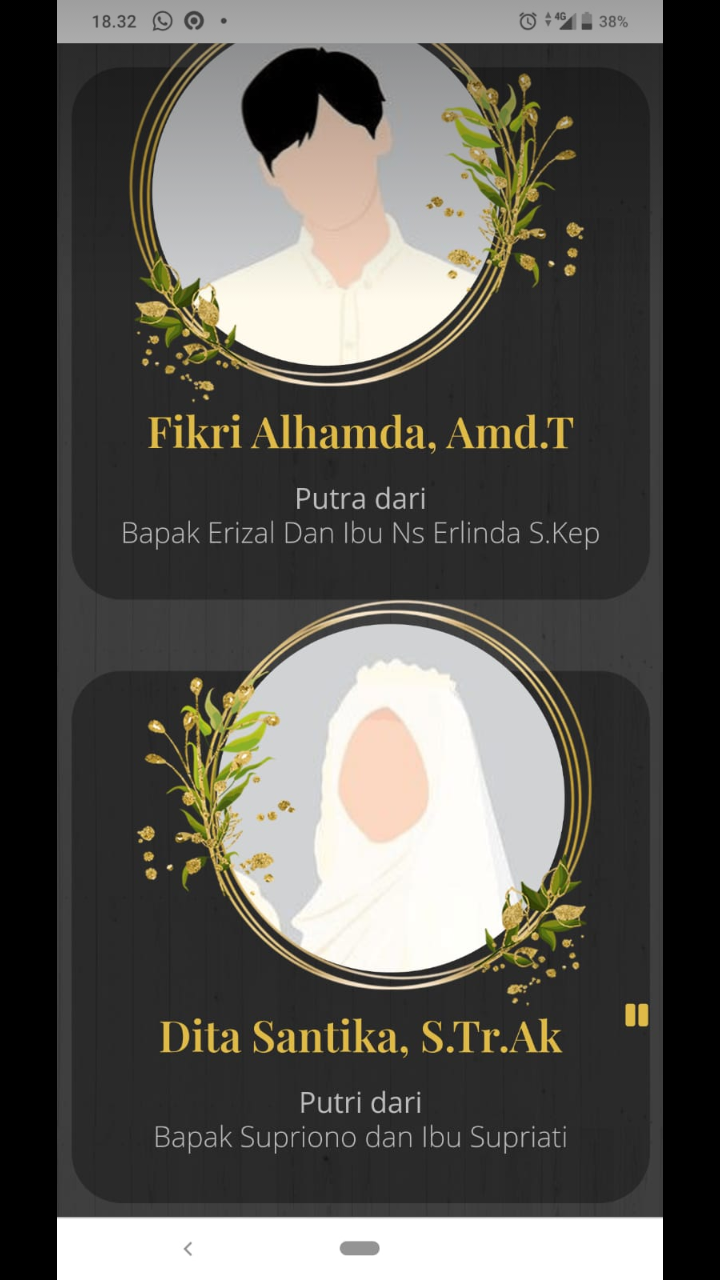 18.32
4G
38%
Fikri Alhamda, Amd.T
Putra dari
Bapak Erizal Dan Ibu Ns Erlinda S.Kep
Dita Santika, S.Tr.Ak
Putri dari
Bapak Supriono dan Ibu Supriati